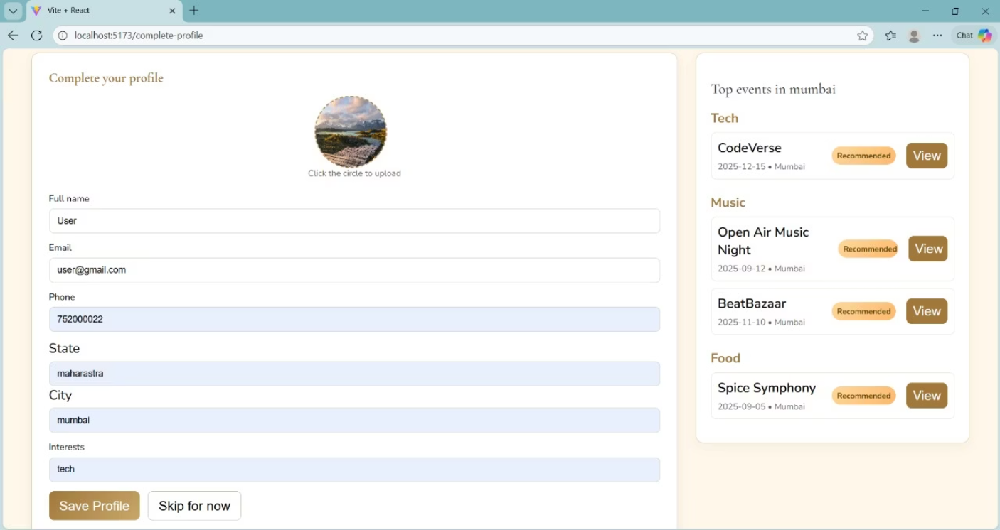 Vite + React
localhost:5173/complete-profile
Chat
Complete your profile
Click the circle to upload
Full name
User
Email
user@gmail.com
Phone
752000022
State
maharastra
City
mumbai
Interests
tech
Save Profile
Skip for now
Top events in mumbai
Tech
CodeVerse
2025-12-15 • Mumbai
Recommended
View
Music
Open Air Music
Night
2025-09-12 • Mumbai
Recommended
View
BeatBazaar
2025-11-10 • Mumbai
Recommended
View
Food
Spice Symphony
2025-09-05 • Mumbai
Recommended
View